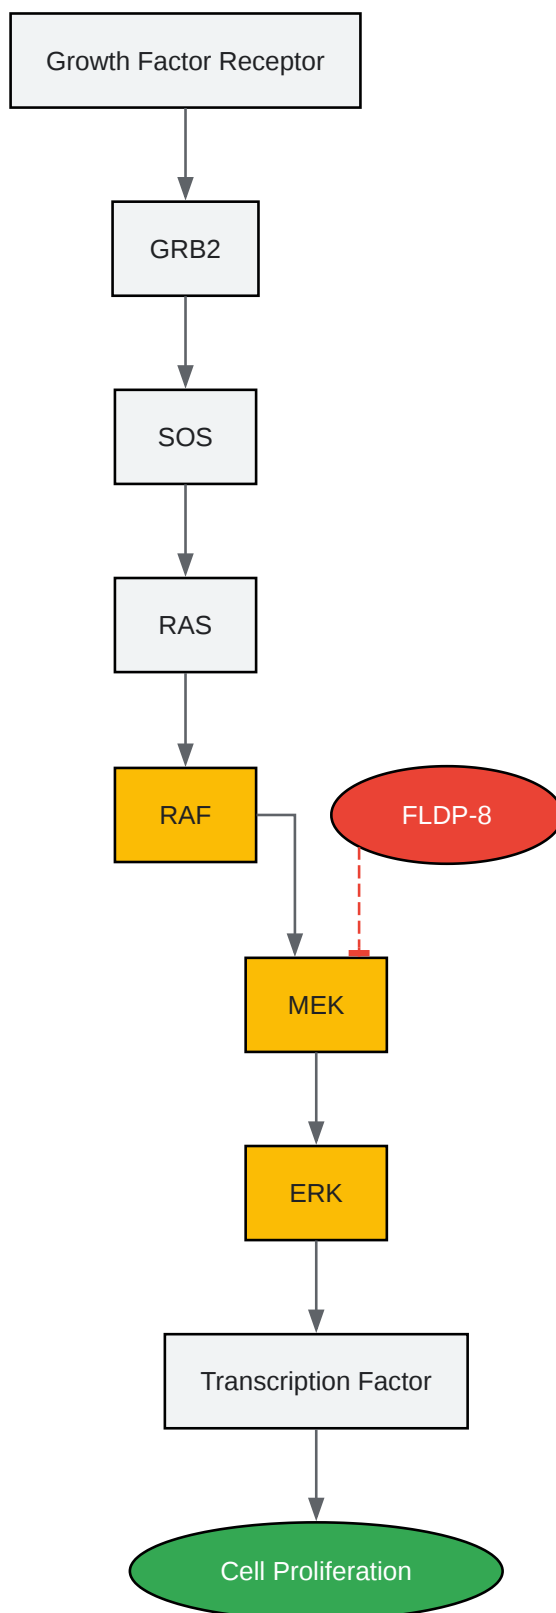 Growth Factor Receptor
GRB2
SOS
RAS
RAF
FLDP-8
MEK
ERK
Transcription Factor
Cell Proliferation